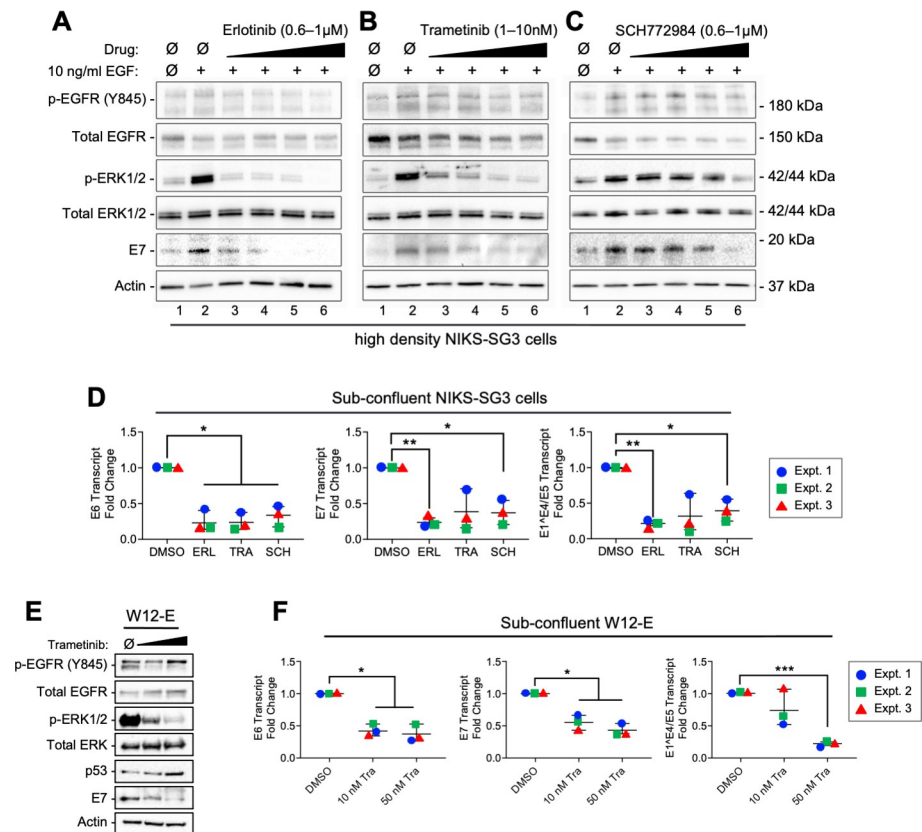 A
B
C
Erlotinib (0.6–1µM)
Trametinib (1–10nM)
SCH772984 (0.6–1µM)
Drug: Ø Ø
Ø Ø
Ø Ø
10 ng/ml EGF: Ø + + + + +
Ø + + + + +
Ø + + + + +
p-EGFR (Y845) -
- 180 kDa
Total EGFR -
- 150 kDa
p-ERK1/2 -
- 42/44 kDa
Total ERK1/2 -
- 42/44 kDa
E7 -
- 20 kDa
Actin -
- 37 kDa
1 2 3 4 5 6
1 2 3 4 5 6
1 2 3 4 5 6
high density NIKS-SG3 cells
D
Sub-confluent NIKS-SG3 cells
E6 Transcript
Fold Change
1.5
1.0
0.5
0.0
*
DMSO ERL TRA SCH
E7 Transcript
Fold Change
1.5
1.0
0.5
0.0
*
**
DMSO ERL TRA SCH
E1^E4/E5 Transcript
Fold Change
1.5
1.0
0.5
0.0
*
**
DMSO ERL TRA SCH
Expt. 1
Expt. 2
Expt. 3
E
W12-E
Trametinib: Ø
p-EGFR (Y845) -
Total EGFR -
p-ERK1/2 -
Total ERK -
p53 -
E7 -
Actin -
F
Sub-confluent W12-E
E6 Transcript
Fold Change
1.5
1.0
0.5
0.0
*
DMSO
10 nM Tra
50 nM Tra
E7 Transcript
Fold Change
1.5
1.0
0.5
0.0
*
DMSO
10 nM Tra
50 nM Tra
E1^E4/E5 Transcript
Fold Change
1.5
1.0
0.5
0.0
***
DMSO
10 nM Tra
50 nM Tra
Expt. 1
Expt. 2
Expt. 3